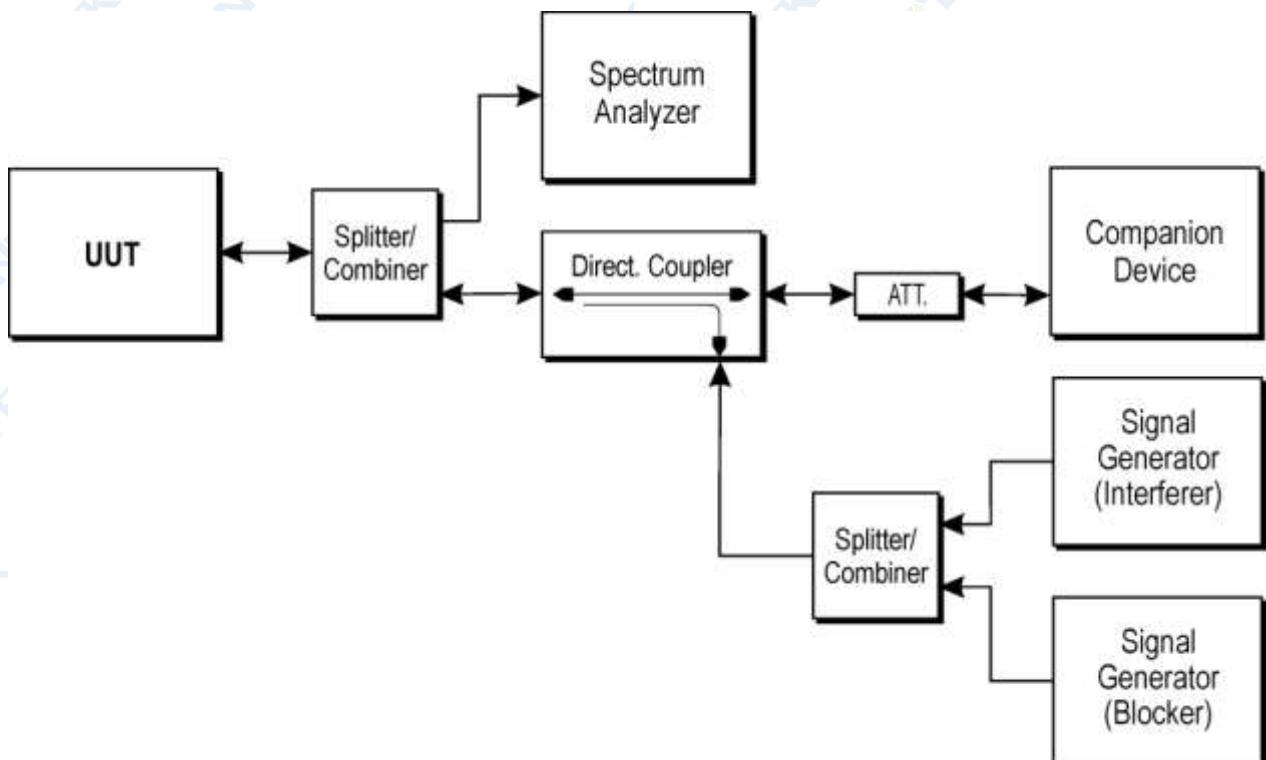 Spectrum
Analyzer
UUT
Splitter/
Combiner
Direct. Coupler
ATT.
Companion
Device
Signal
Generator
(Interferer)
Splitter/
Combiner
Signal
Generator
(Blocker)